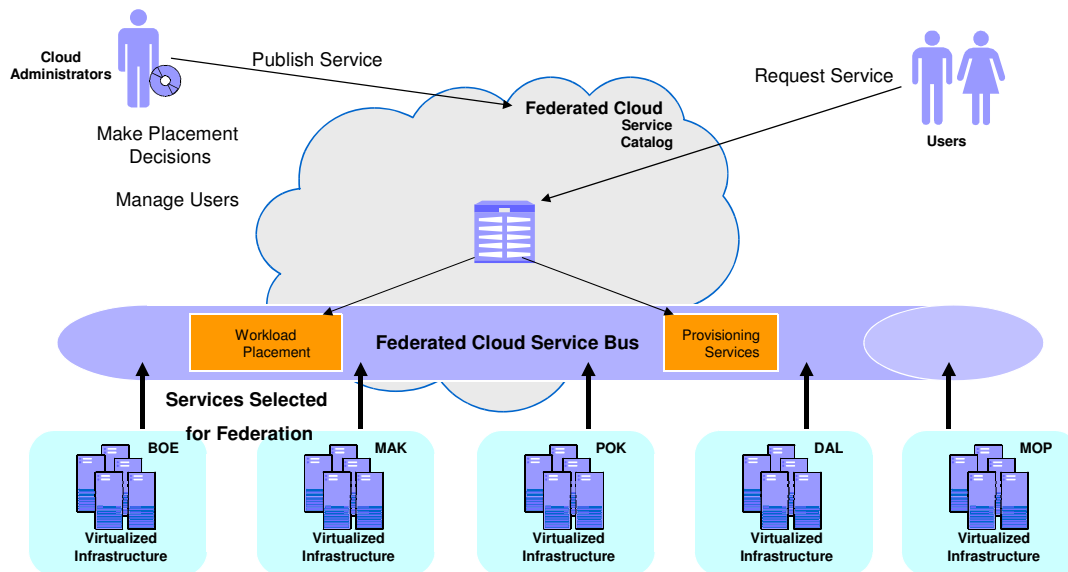 Cloud
Administrators
Publish Service
Make Placement
Decisions
Manage Users
Federated Cloud
Service
Catalog
Request Service
Users
Workload
Placement
Federated Cloud Service Bus
Provisioning
Services
Services Selected
for Federation
BOE
Virtualized
Infrastructure
MAK
Virtualized
Infrastructure
POK
Virtualized
Infrastructure
DAL
Virtualized
Infrastructure
MOP
Virtualized
Infrastructure